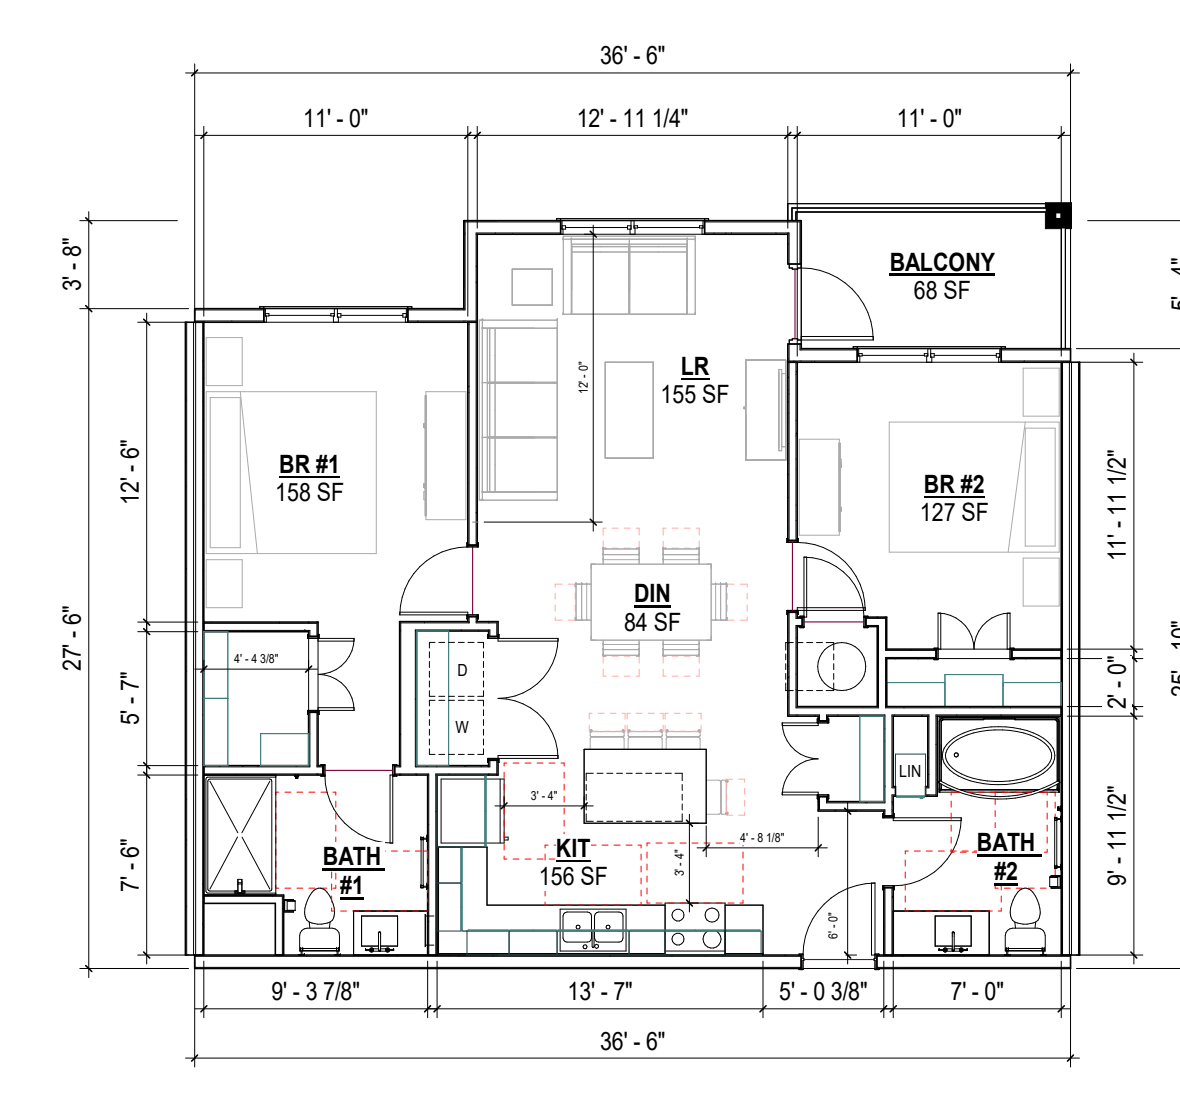 36' - 6"
11' - 0"
12' - 11 1/4"
11' - 0"
3' - 8"
BALCONY
68 SF
5' - 4"
LR
155 SF
12' - 0"
12' - 6"
BR #1
158 SF
BR #2
127 SF
11' - 11 1/2"
27' - 6"
DIN
84 SF
4' - 4 3/8"
5' - 7"
D
W
2' - 0"
25' - 10"
LIN
3' - 4"
4' - 8 1/8"
3' - 4"
7' - 6"
BATH
#1
KIT
156 SF
BATH
#2
9' - 11 1/2"
6' - 0"
9' - 3 7/8"
13' - 7"
5' - 0 3/8"
7' - 0"
36' - 6"